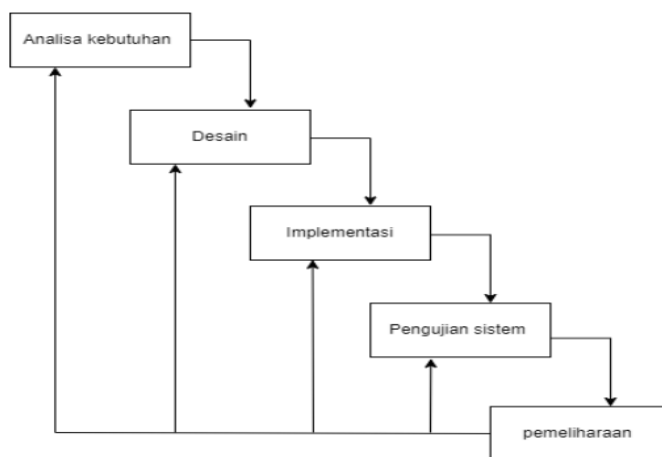 Analisa kebutuhan
Desain
Implementasi
Pengujian sistem
pemeliharaan